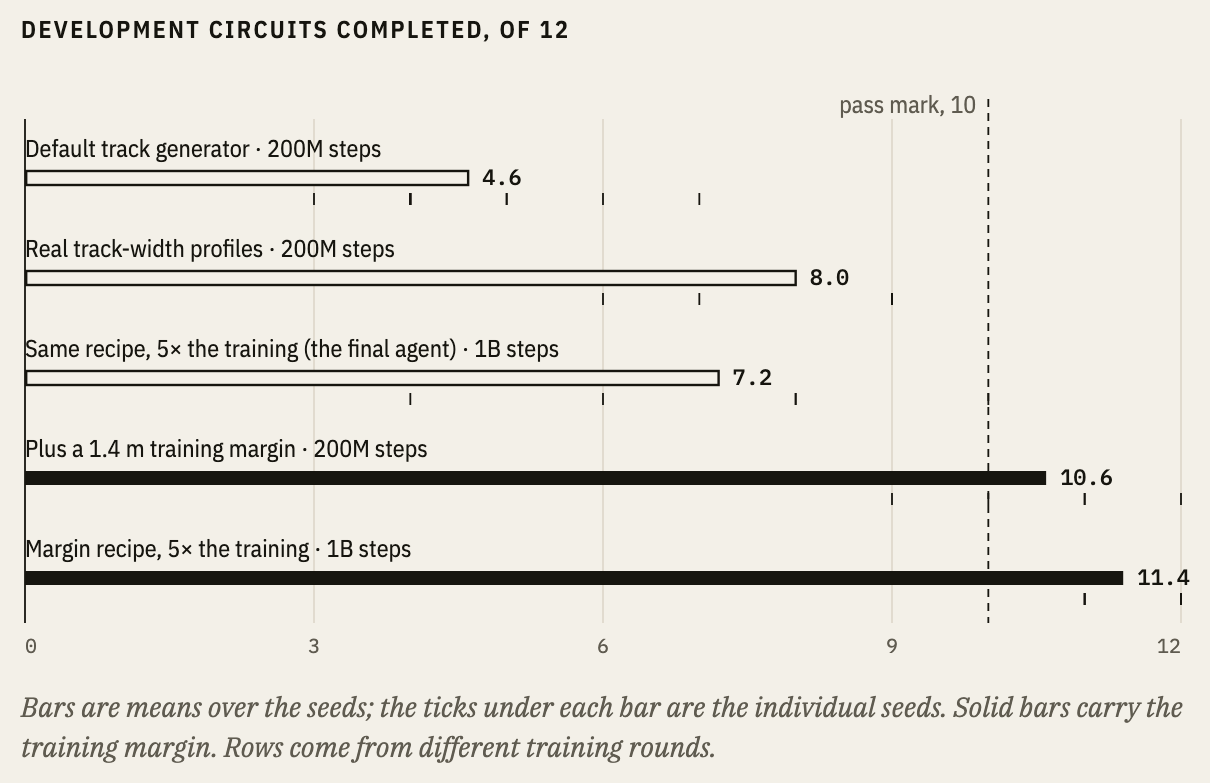 DEVELOPMENT CIRCUITS COMPLETED, OF 12
pass mark, 10
Default track generator · 200M steps
4.6
Real track-width profiles · 200M steps
8.0
Same recipe, 5× the training (the final agent) · 1B steps
7.2
Plus a 1.4 m training margin · 200M steps
10.6
Margin recipe, 5× the training · 1B steps
11.4
0 3 6 9 12
Bars are means over the seeds; the ticks under each bar are the individual seeds. Solid bars carry the
training margin. Rows come from different training rounds.